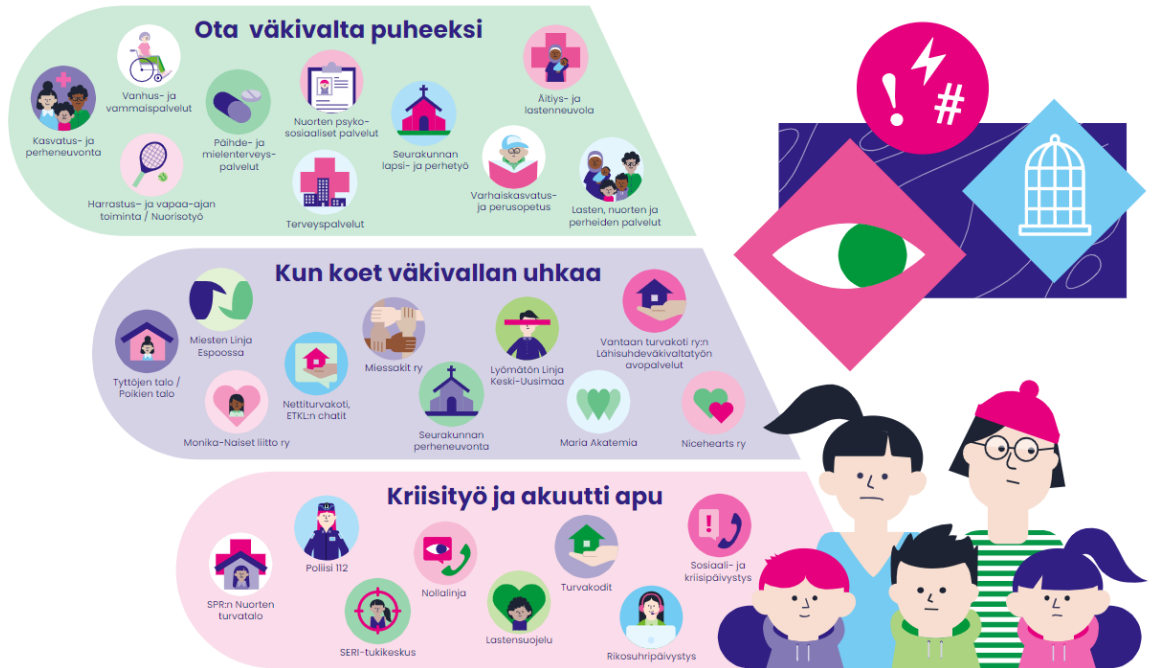 Ota väkivalta puheeksi
Kasvatus- ja
perheneuvonta
Vanhus- ja
vammaispalvelut
Harrastus– ja vapaa-ajan
toiminta / Nuorisotyö
Päihde- ja
mielenterveys-
palvelut
Nuorten psyko-
sosiaaliset palvelut
Terveyspalvelut
Seurakunnan
lapsi- ja perhetyö
Varhaiskasvatus-
ja perusopetus
Äitiys- ja
lastenneuvola
Lasten, nuorten ja
perheiden palvelut
! #
Kun koet väkivallan uhkaa
Tyttöjen talo /
Poikien talo
Miesten Linja
Espoossa
Monika-Naiset liitto ry
Nettiturvakoti,
ETKL:n chatit
Miessakit ry
Seurakunnan
perheneuvonta
Lyömätön Linja
Keski-Uusimaa
Maria Akatemia
Vantaan turvakoti ry:n
Lähisuhdeväkivaltatyön
avopalvelut
Nicehearts ry
Kriisityö ja akuutti apu
SPR:n Nuorten
turvatalo
Poliisi 112
SERI-tukikeskus
Nollalinja
Lastensuojelu
Turvakodit
Rikosuhripäivystys
!
Sosiaali- ja
kriisipäivystys